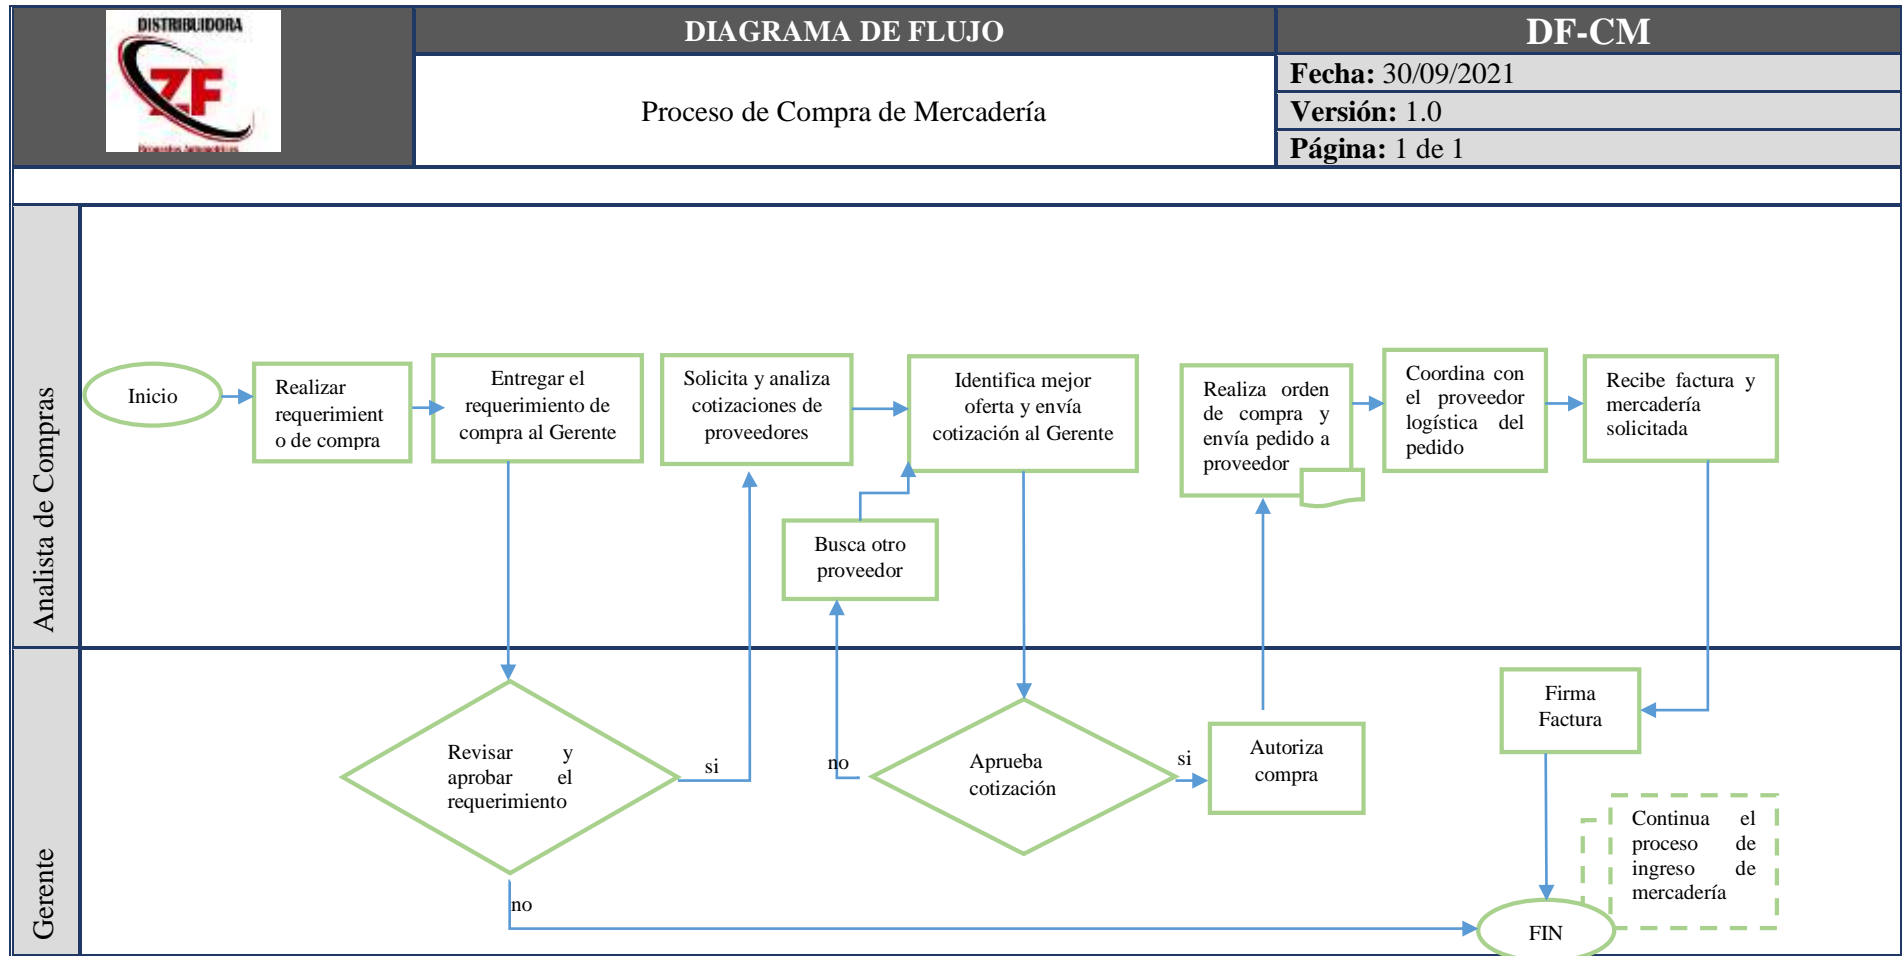 DISTRIBUIDORA
ZF
DIAGRAMA DE FLUJO
DF-CM
Proceso de Compra de Mercadería
Fecha: 30/09/2021
Versión: 1.0
Página: 1 de 1
Analista de Compras
Inicio
Realizar
requerimient
o de compra
Entregar el
requerimiento de
compra al Gerente
Solicita y analiza
cotizaciones de
proveedores
Identifica mejor
oferta y envía
cotización al Gerente
Realiza orden
de compra y
envía pedido a
proveedor
Coordina con
el proveedor
logística del
pedido
Recibe factura y
mercadería
solicitada
Busca otro
proveedor
Gerente
Revisar y
aprobar el
requerimiento
si
no
no
Aprueba
cotización
si
Autoriza
compra
Firma
Factura
Continua el
proceso de
ingreso de
mercadería
FIN